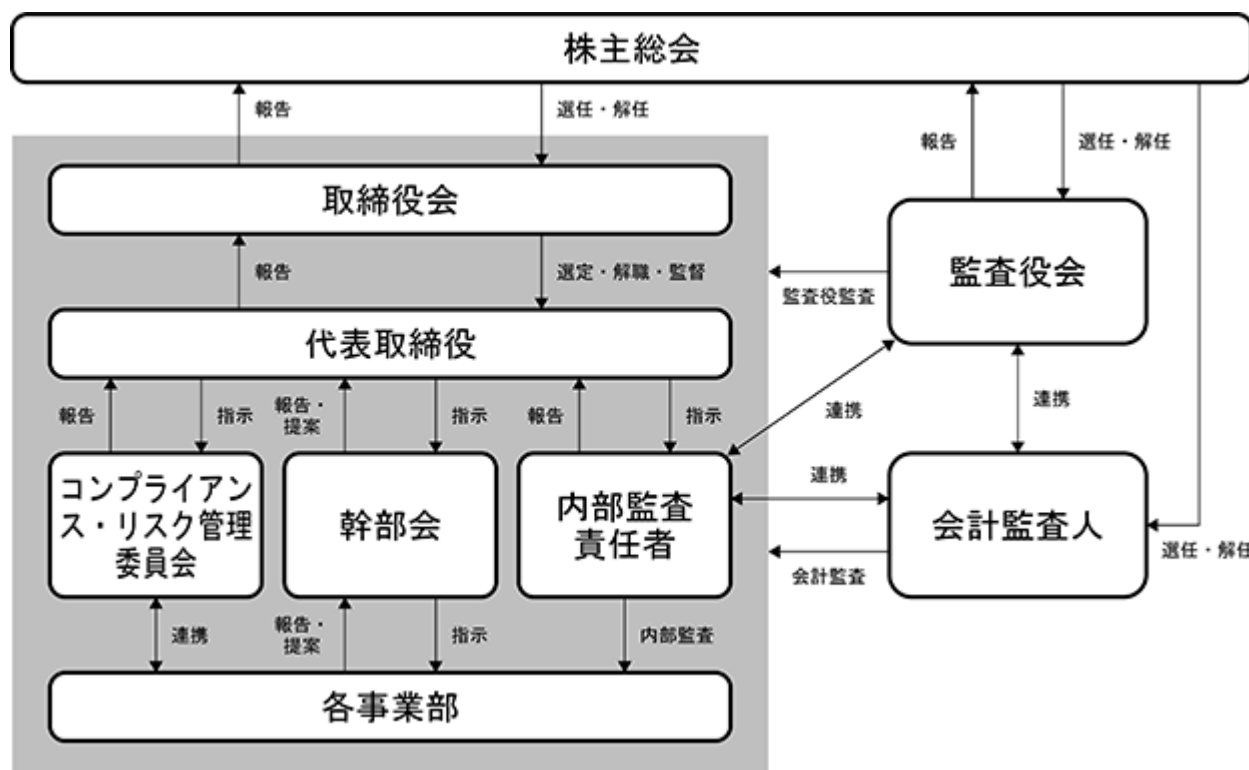 株主総会
報告
選任・解任
報告
選任・解任
取締役会
監査役会
報告
選定・解職・監督
監査役監査
代表取締役
報告
指示
報告・
提案
指示
報告
指示
連携
連携
コンプライアン
ス・リスク管理
委員会
幹部会
内部監査
責任者
連携
会計監査人
選任・解任
会計監査
連携
報告・
提案
指示
内部監査
各事業部